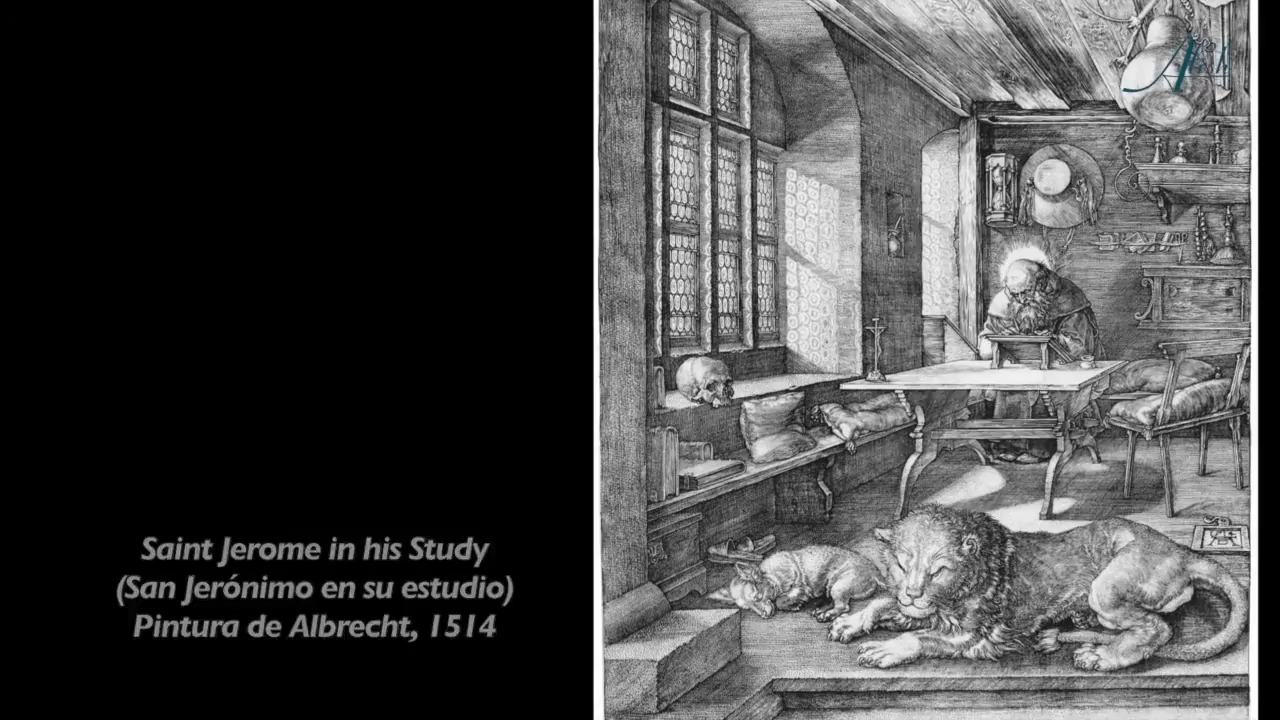 Saint Jerome in his Study
(San Jerónimo en su estudio)
Pintura de Albrecht, 1514